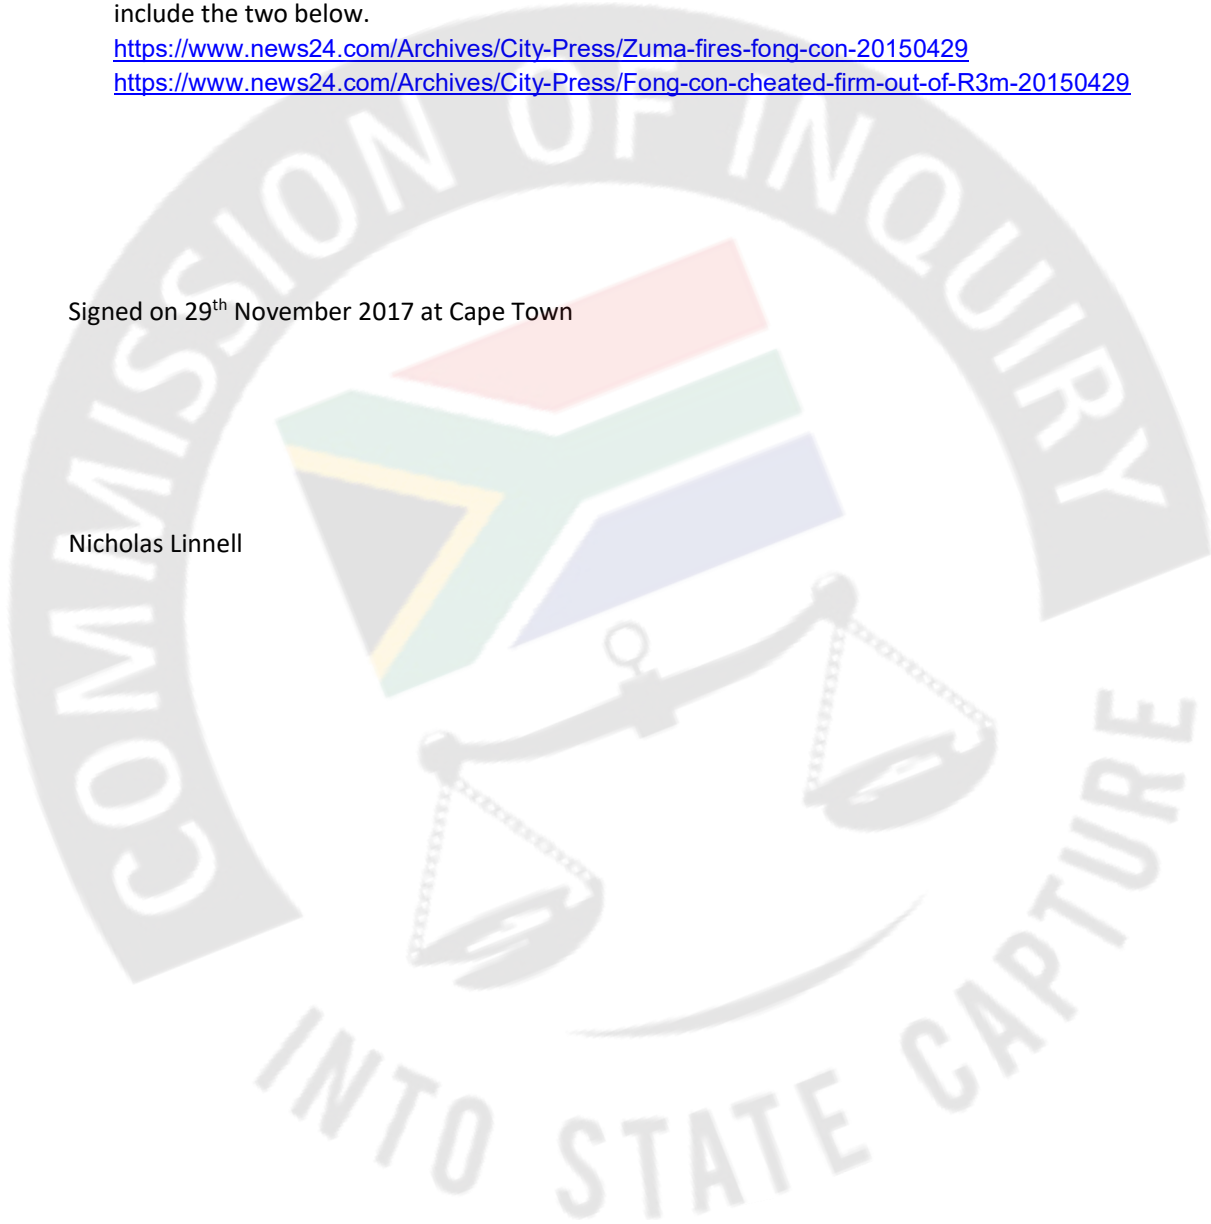 include the two below.
https://www.news24.com/Archives/City-Press/Zuma-fires-fong-con-20150429
https://www.news24.com/Archives/City-Press/Fong-con-cheated-firm-out-of-R3m-20150429
COMMISSION OF INQUIRY
Signed on 29th November 2017 at Cape Town
Nicholas Linnell
INTO STATE CAPTURE